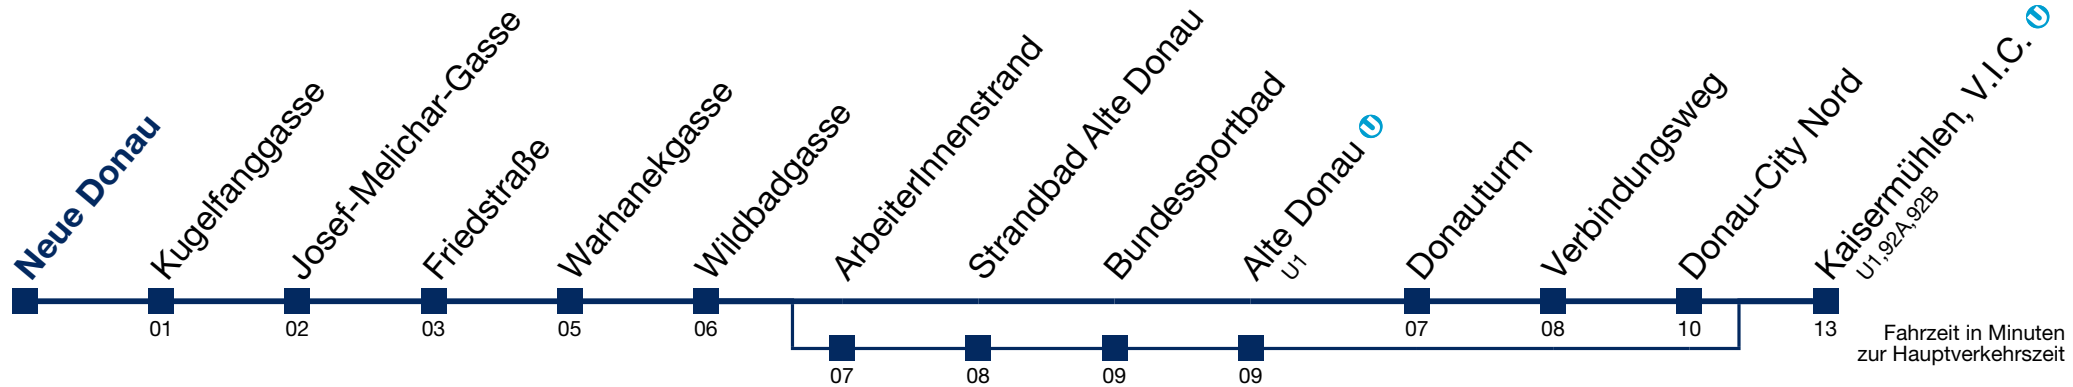 Neue Donau
Kugelfanggasse
Josef-Melichar-Gasse
Friedstraße
Warhanekgasse
Wildbadgasse
ArbeiterInnenstrand
Strandbad Alte Donau
Bundessportbad
Alte Donau U
U1
Donauturm
Verbindungsweg
Donau-City Nord
Kaisermühlen, V.I.C. U
U1,92A,92B
01
02
03
05
06
07
08
10
13
07
08
09
09
Fahrzeit in Minuten
zur Hauptverkehrszeit